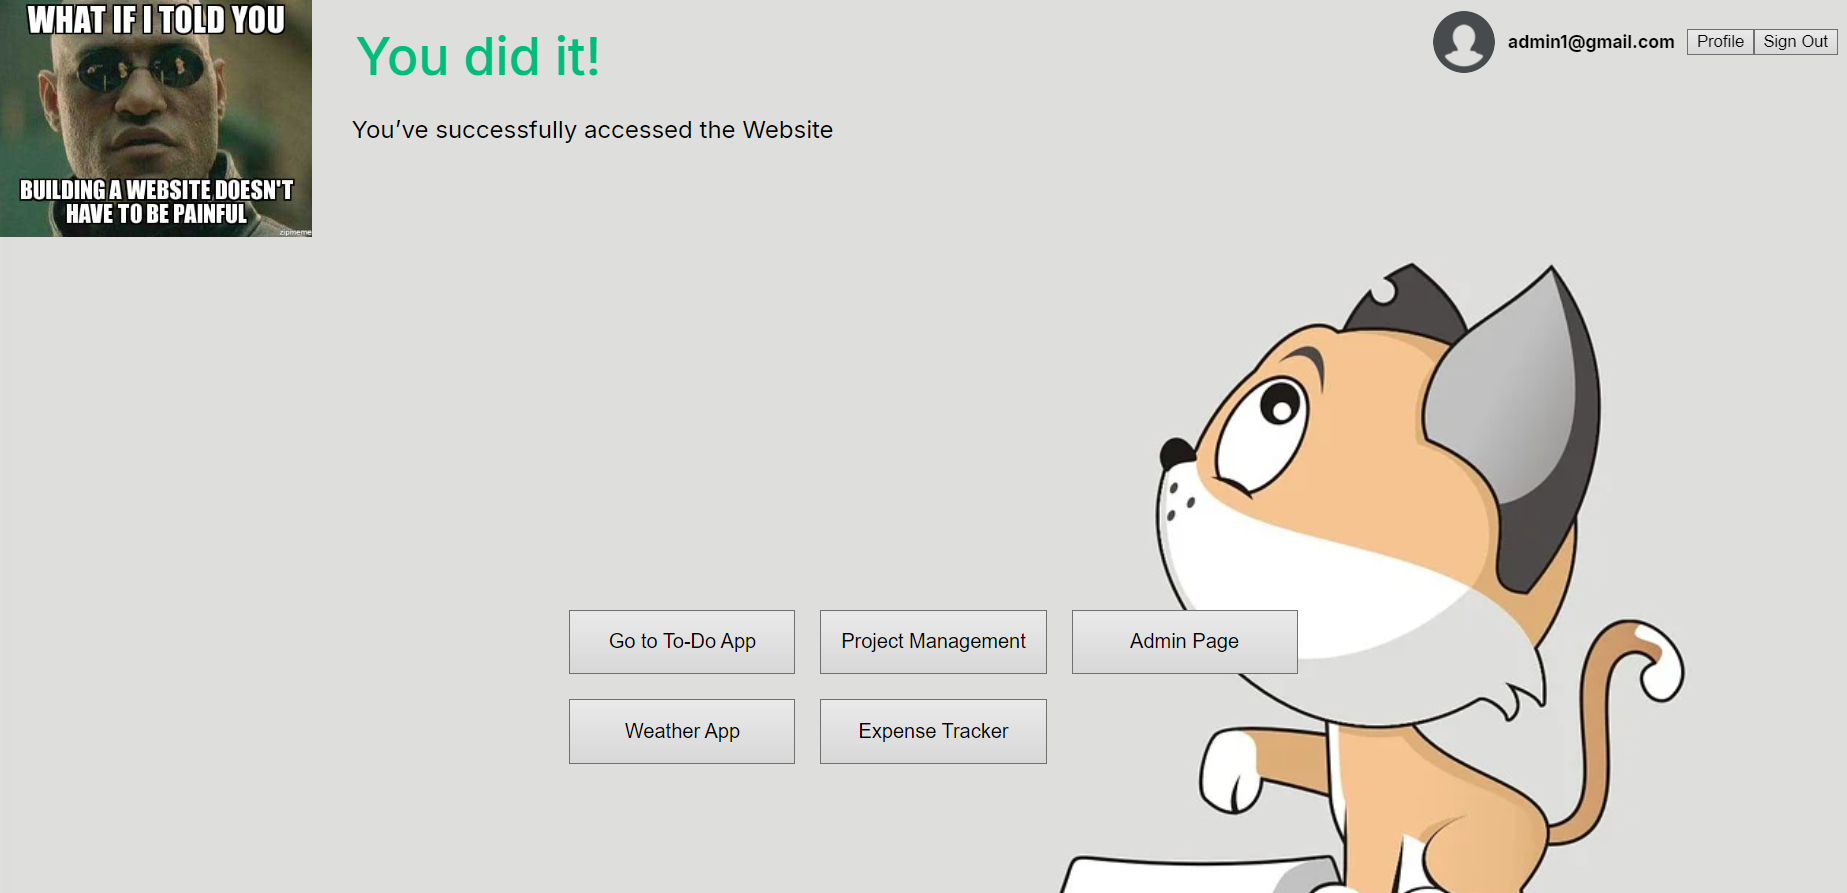 WHAT IF I TOLD YOU
BUILDING A WEBSITE DOESN'T
HAVE TO BE PAINFUL
zipmeme
You did it!
You’ve successfully accessed the Website
admin1@gmail.com
Profile
Sign Out
Go to To-Do App
Project Management
Admin Page
Weather App
Expense Tracker